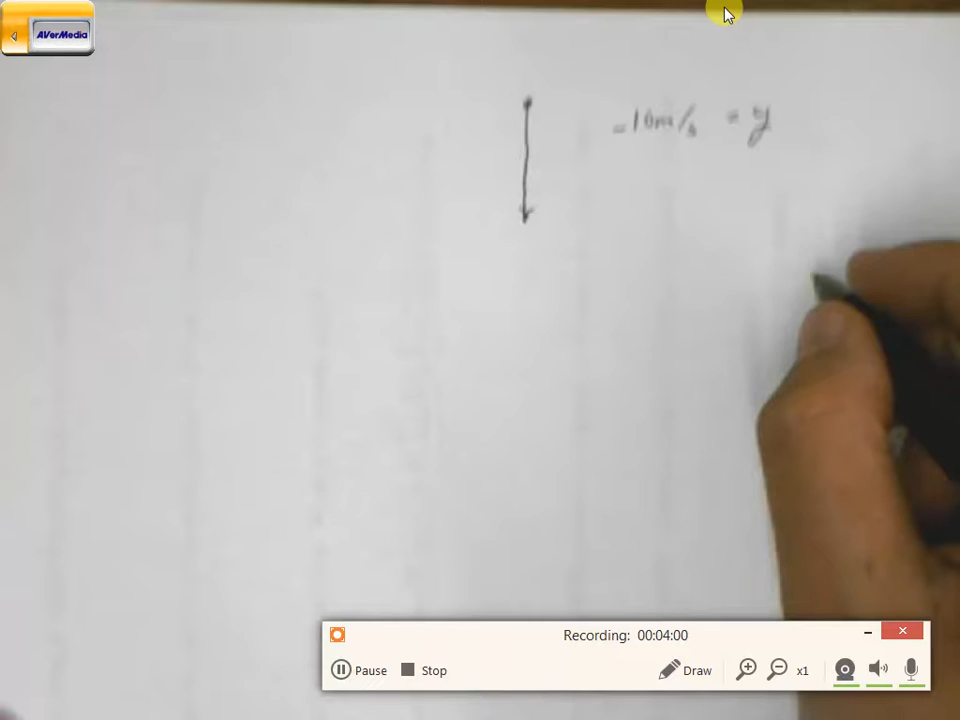 AVerMedia
-10m/s = y
Recording: 00:04:00
Pause
Stop
Draw
x1